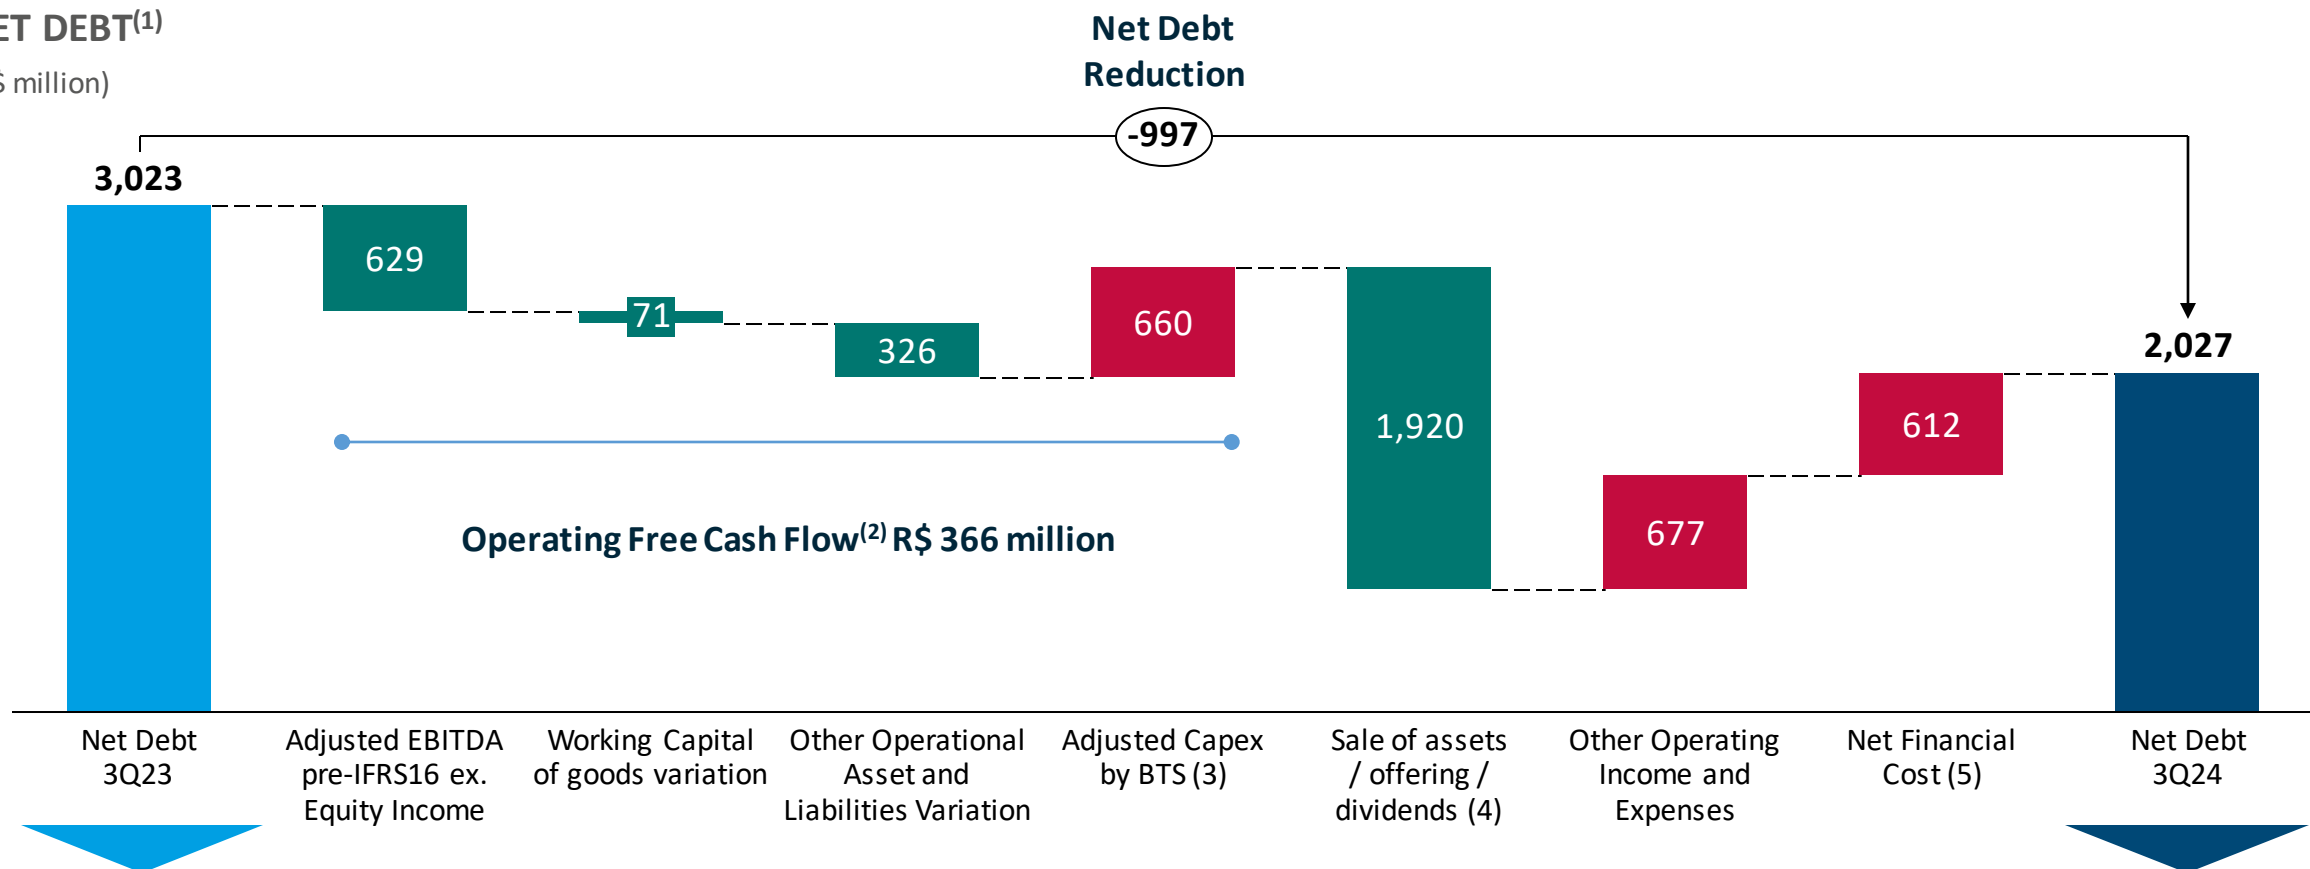 ET DEBT(1)
$ million)
Net Debt
Reduction
-997
3,023
629
71
326
660
1,920
677
612
2,027
Operating Free Cash Flow(2) R$ 366 million
Net Debt
3Q23
Adjusted EBITDA
pre-IFRS16 ex.
Equity Income
Working Capital
of goods variation
Other Operational
Asset and
Liabilities Variation
Adjusted Capex
by BTS (3)
Sale of assets
/ offering /
dividends (4)
Other Operating
Income and
Expenses
Net Financial
Cost (5)
Net Debt
3Q24